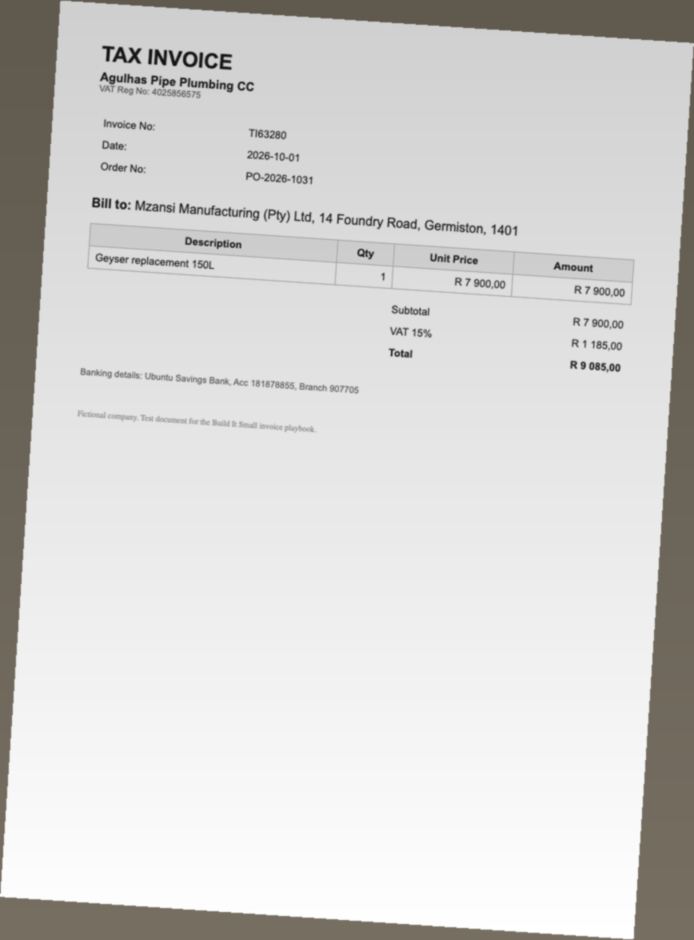 TAX INVOICE
Agulhas Pipe Plumbing CC
VAT Reg No: 4025856575
Invoice No: TI63280
Date: 2026-10-01
Order No: PO-2026-1031
Bill to: Mzansi Manufacturing (Pty) Ltd, 14 Foundry Road, Germiston, 1401
Description Qty Unit Price Amount
Geyser replacement 150L 1 R 7 900,00 R 7 900,00
Subtotal R 7 900,00
VAT 15% R 1 185,00
Total R 9 085,00
Banking details: Ubuntu Savings Bank, Acc 181878855, Branch 907705
Fictional company. Test document for the Build It Small invoice playbook.